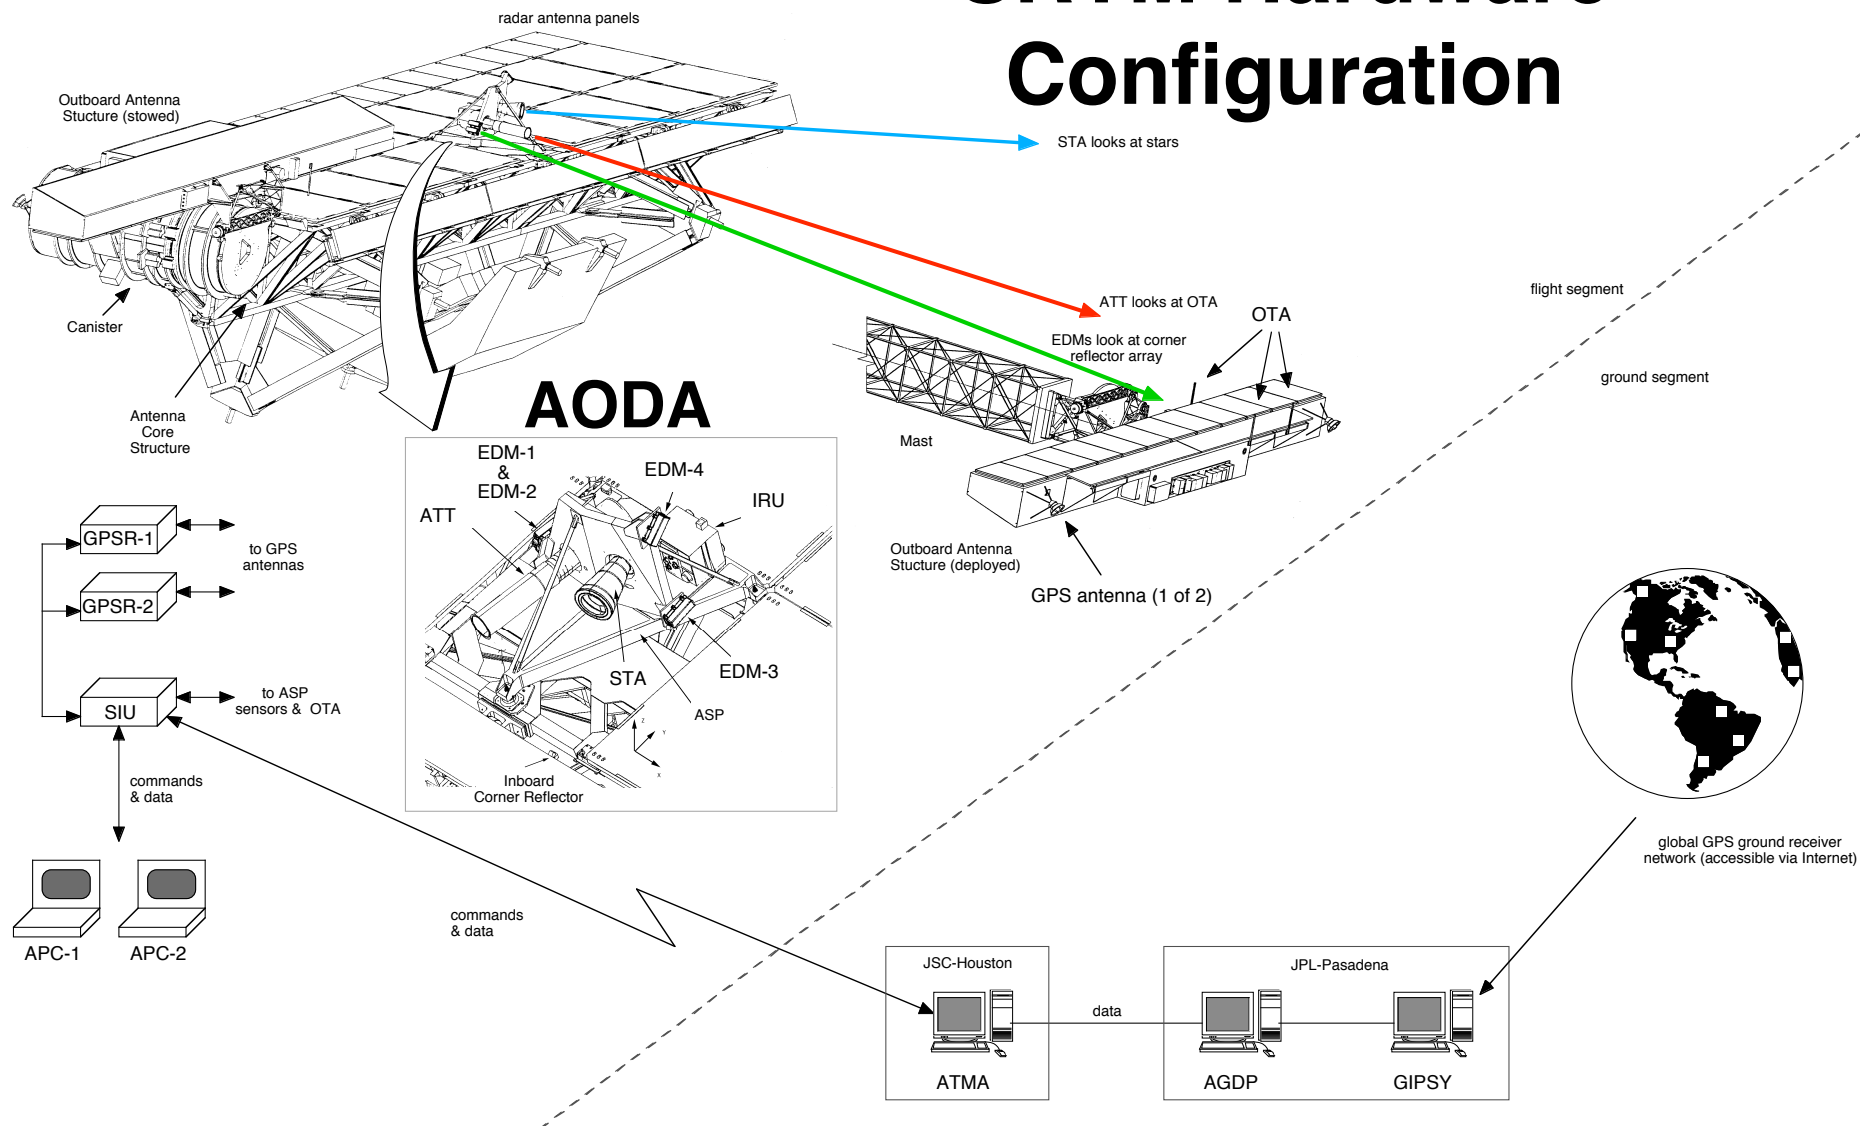 Hardware
Configuration
radar antenna panels
Outboard Antenna
Stucture (stowed)
STA looks at stars
flight segment
ground segment
Canister
ATT looks at OTA
OTA
EDMs look at corner
reflector array
Antenna
Core
Structure
AODA
Mast
EDM-1
&
EDM-2
EDM-4
IRU
ATT
STA
EDM-3
ASP
Z
Y
X
Inboard
Corner Reflector
Outboard Antenna
Stucture (deployed)
GPS antenna (1 of 2)
GPSR-1
to GPS
antennas
GPSR-2
SIU
to ASP
sensors & OTA
commands
& data
APC-1
APC-2
commands
& data
global GPS ground receiver
network (accessible via Internet)
JSC-Houston
JPL-Pasadena
data
ATMA
AGDP
GIPSY